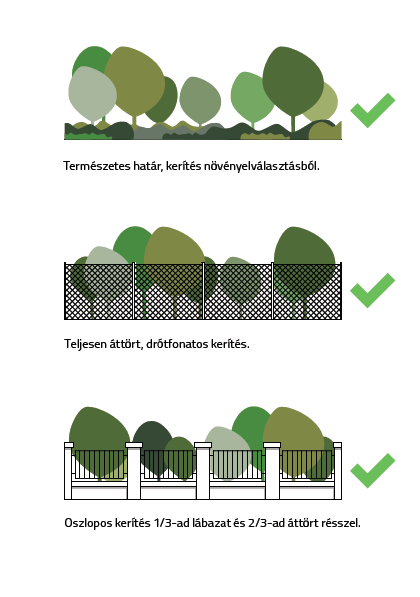 Természetes határ, kerítés növényelválasztásból.
Teljesen áttört, drótfonatos kerítés.
Oszlopos kerítés 1/3-ad lábazat és 2/3-ad áttört résszel.